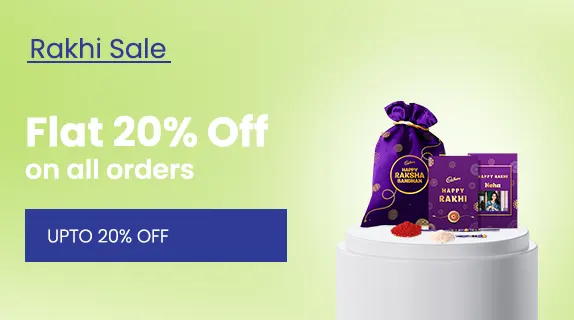 Rakhi Sale
Flat 20% Off
on all orders
UPTO 20% OFF
Cadbury
HAPPY
RAKSHA
BANDHAN
Cadbury
HAPPY
RAKHI
HAPPY RAKHI
Neha